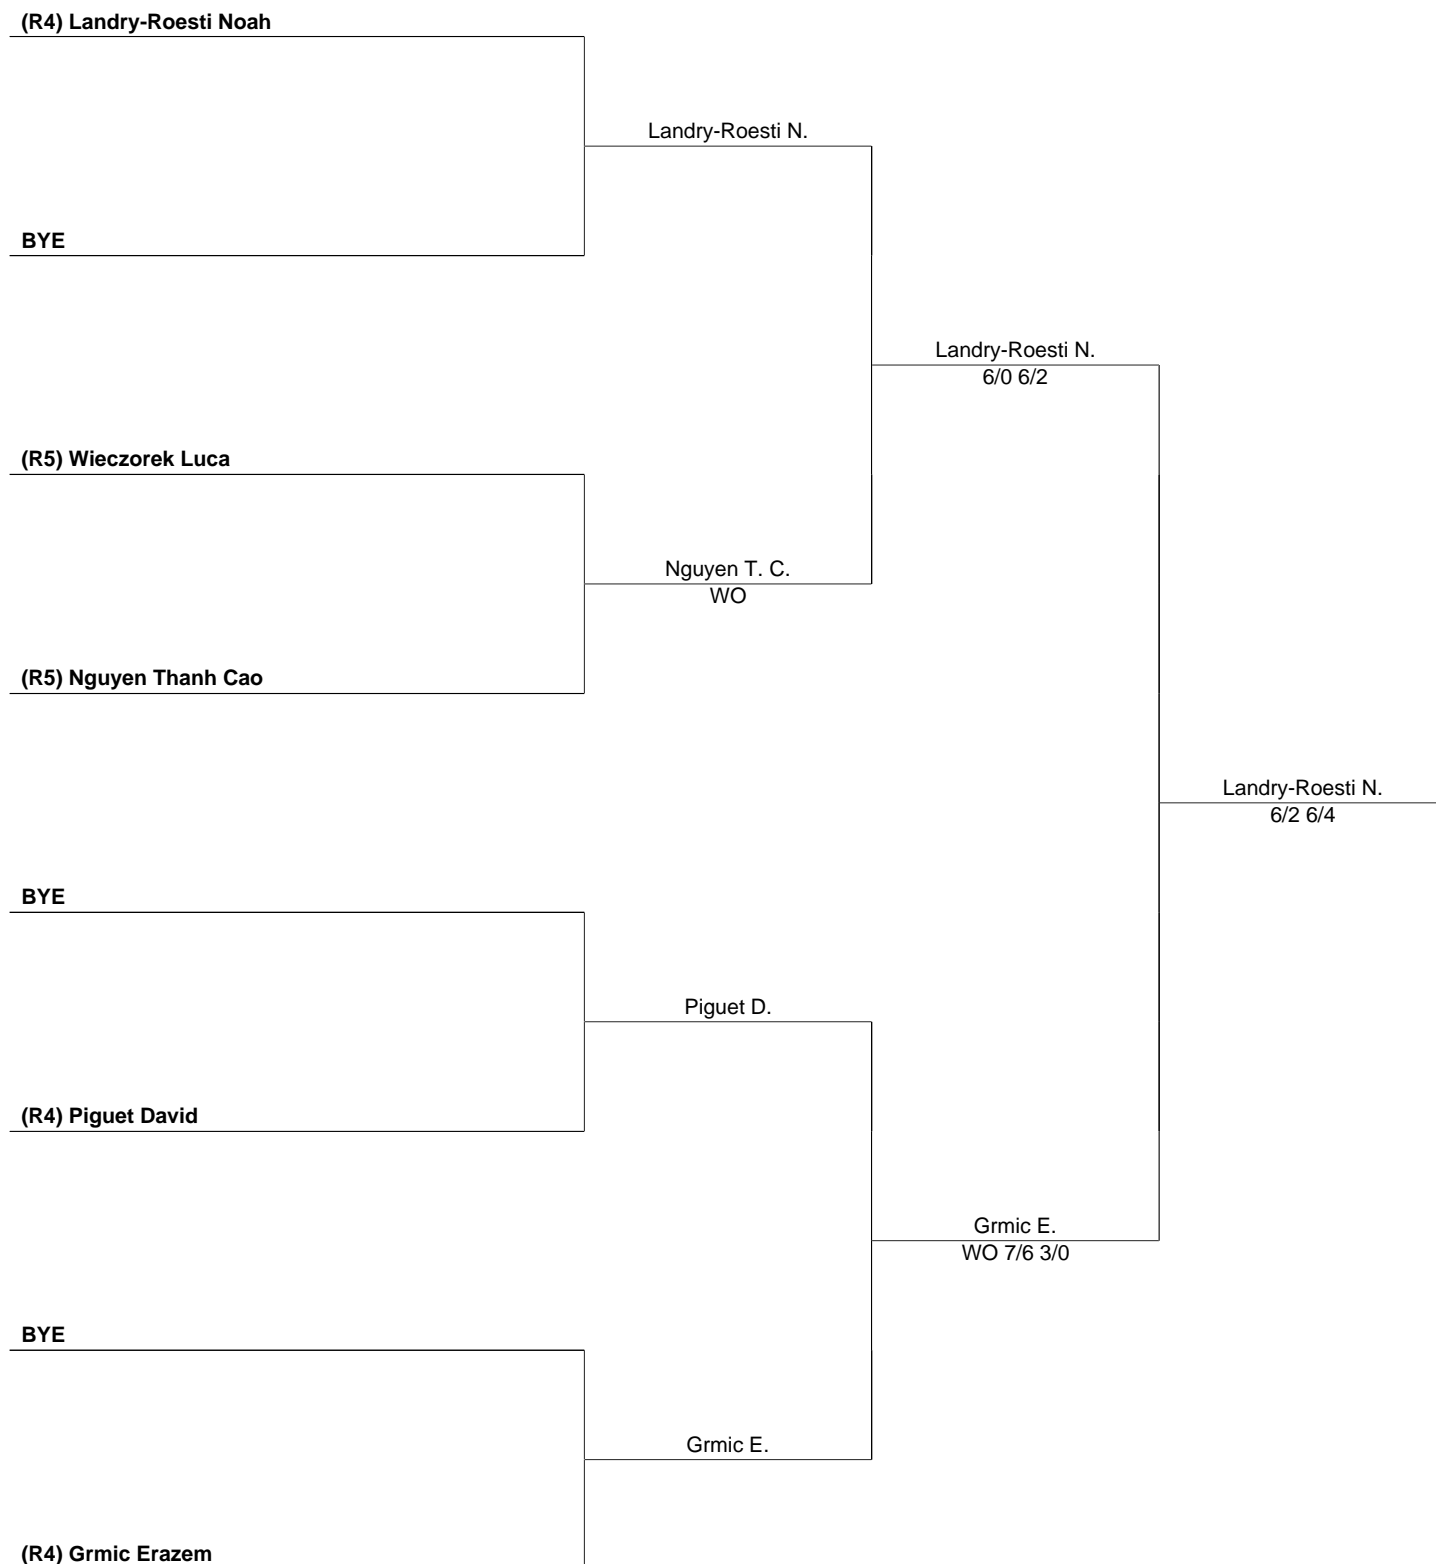 (R4) Landry-Roesti Noah
Landry-Roesti N.
BYE
Landry-Roesti N.
6/0 6/2
(R5) Wieczorek Luca
Nguyen T. C.
WO
(R5) Nguyen Thanh Cao
Landry-Roesti N.
6/2 6/4
BYE
Piguet D.
(R4) Piguet David
Grmic E.
WO 7/6 3/0
BYE
Grmic E.
(R4) Grmic Erazem